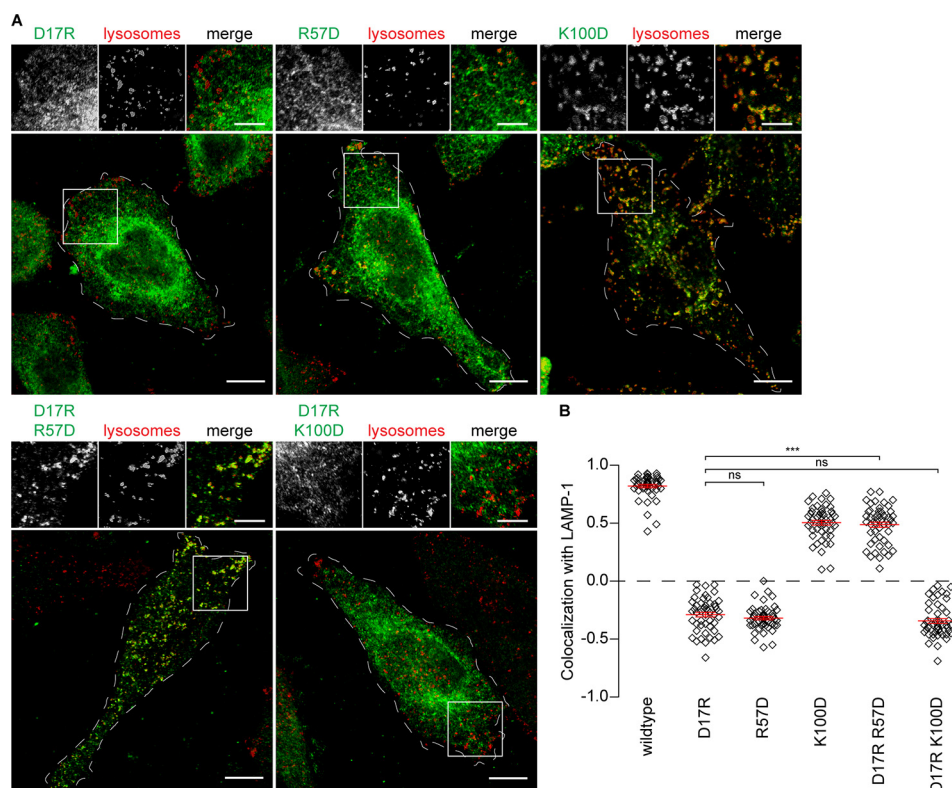 A
D17R lysosomes merge
R57D lysosomes merge
K100D lysosomes merge
D17R
R57D lysosomes merge
D17R
K100D lysosomes merge
B
Colocalization with LAMP-1
1.0
0.5
0.0
-0.5
-1.0
***
ns
ns
wildtype
D17R
R57D
K100D
D17R R57D
D17R K100D